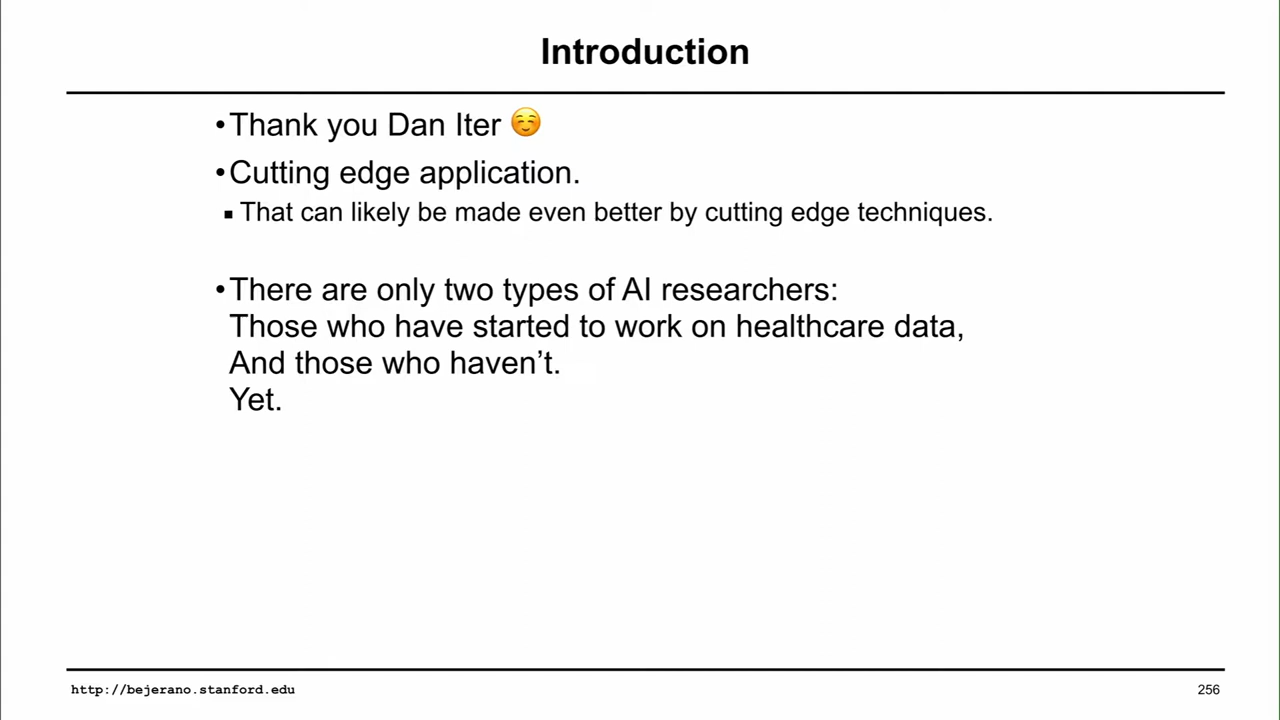 Introduction
•Thank you Dan Iter ☺️
•Cutting edge application.
▪ That can likely be made even better by cutting edge techniques.
•There are only two types of AI researchers:
Those who have started to work on healthcare data,
And those who haven’t.
Yet.
http://bejerano.stanford.edu
256